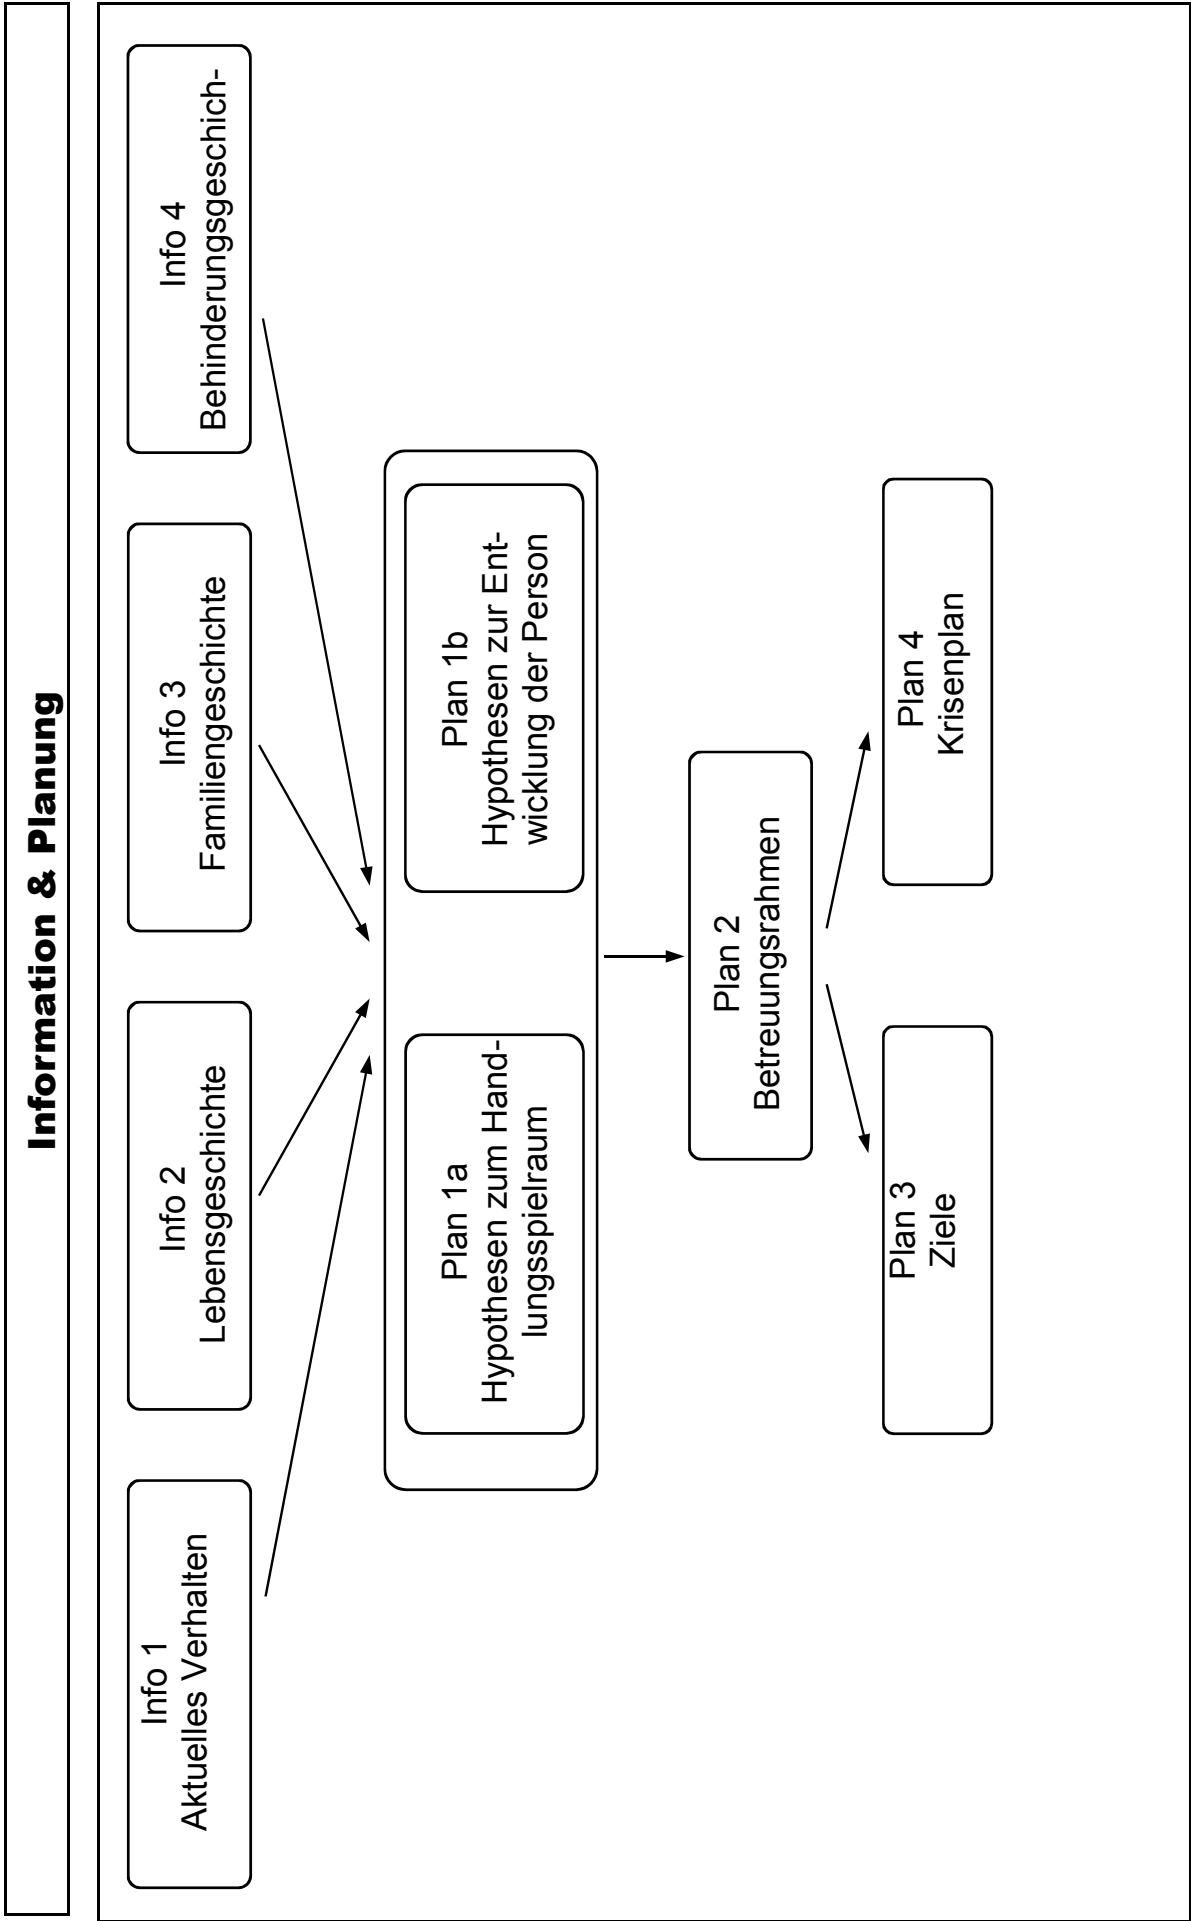 Information & Planung
Info 1
Aktuelles Verhalten
Info 2
Lebensgeschichte
Info 3
Familiengeschichte
Info 4
Behinderungsgeschich-
Plan 1a
Hypothesen zum Hand-
lungsspielraum
Plan 1b
Hypothesen zur Ent-
wicklung der Person
Plan 2
Betreuungsrahmen
Plan 3
Ziele
Plan 4
Krisenplan